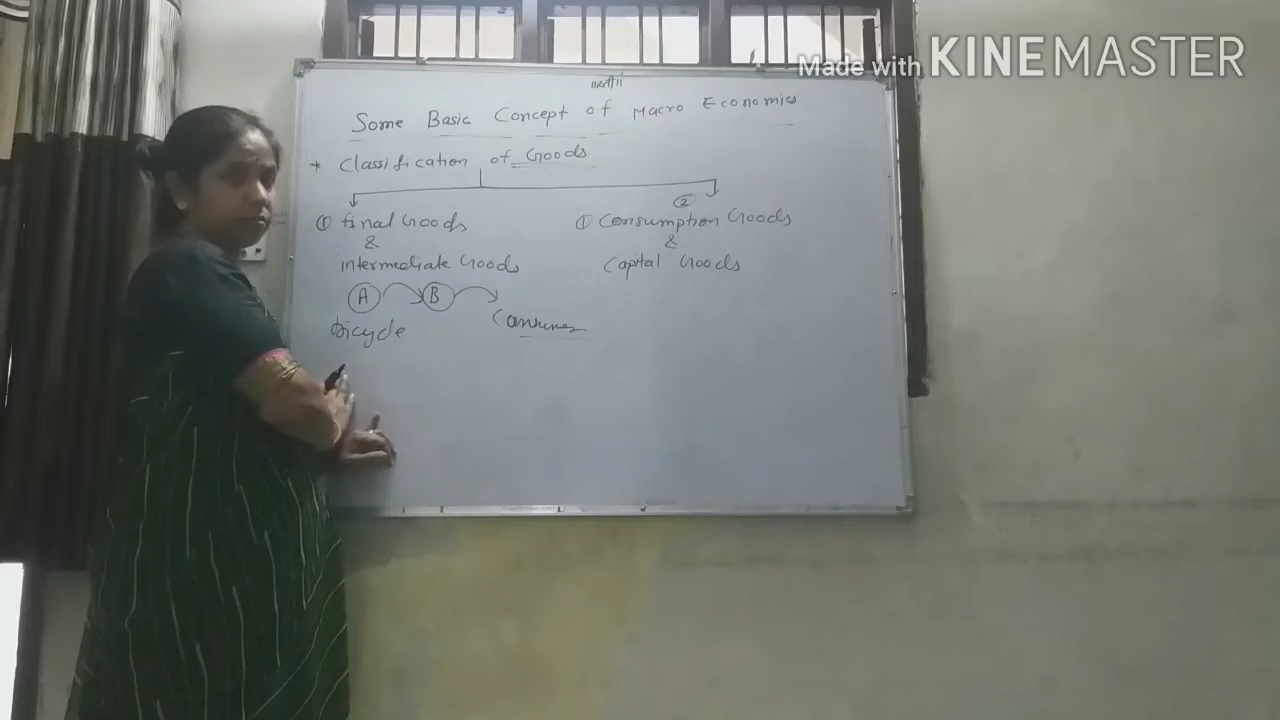 Made with KINEMASTER
Some Basic Concept of Macro Economics
* Classification of Goods
① final Goods
&
intermediate Goods
②
① Consumption Goods
&
Capital Goods
A B
bicycle